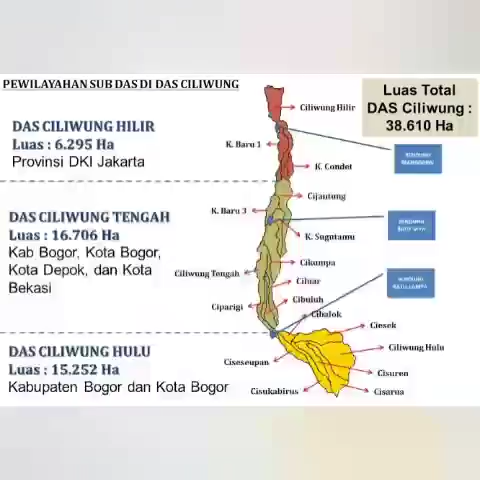 PEWILAYAHAN SUB DAS DI DAS CILIWUNG
Luas Total
DAS Ciliwung :
38.610 Ha
DAS CILIWUNG HILIR
Luas : 6.295 Ha
Provinsi DKI Jakarta
Ciliwung Hilir
K. Baru 1
K. Condet
DAS CILIWUNG TENGAH
Luas : 16.706 Ha
Kab Bogor, Kota Bogor,
Kota Depok, dan Kota
Bekasi
Cijantung
K. Baru 3
K. Sugutamu
Cikumpa
Ciliwung Tengah
Ciluar
Cibuluh
Ciparigi
Cibalok
DAS CILIWUNG HULU
Luas : 15.252 Ha
Kabupaten Bogor dan Kota Bogor
Ciesek
Ciliwung Hulu
Ciseseupan
Cisuren
Cisukabirus
Cisarua